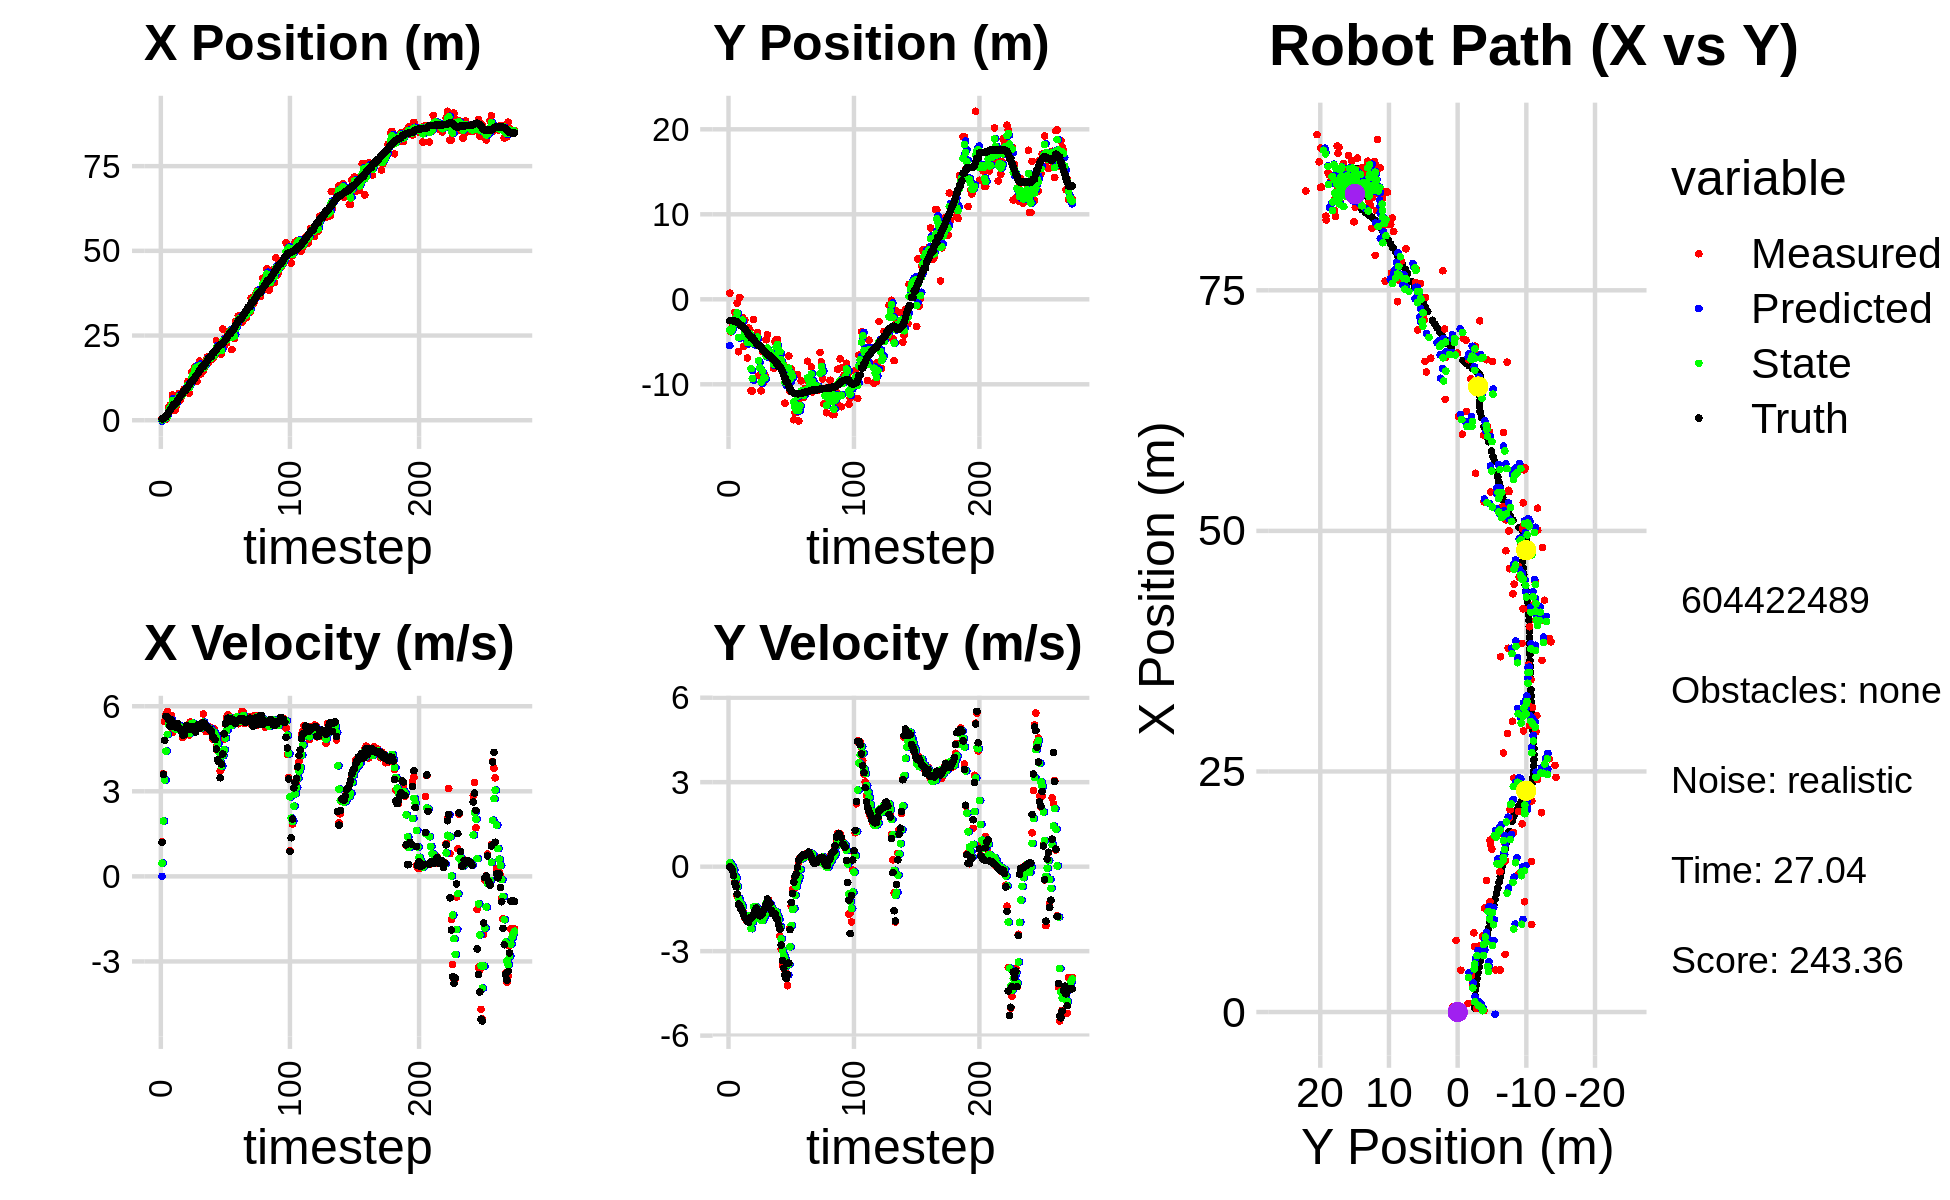 X Position (m)
75
50
25
0
0 100 200
timestep
Y Position (m)
20
10
0
-10
0 100 200
timestep
X Velocity (m/s)
6
3
0
-3
0 100 200
timestep
Y Velocity (m/s)
6
3
0
-3
-6
0 100 200
timestep
Robot Path (X vs Y)
X Position (m)
75
50
25
0
20 10 0 -10 -20
Y Position (m)
variable
Measured
Predicted
State
Truth
604422489
Obstacles: none
Noise: realistic
Time: 27.04
Score: 243.36